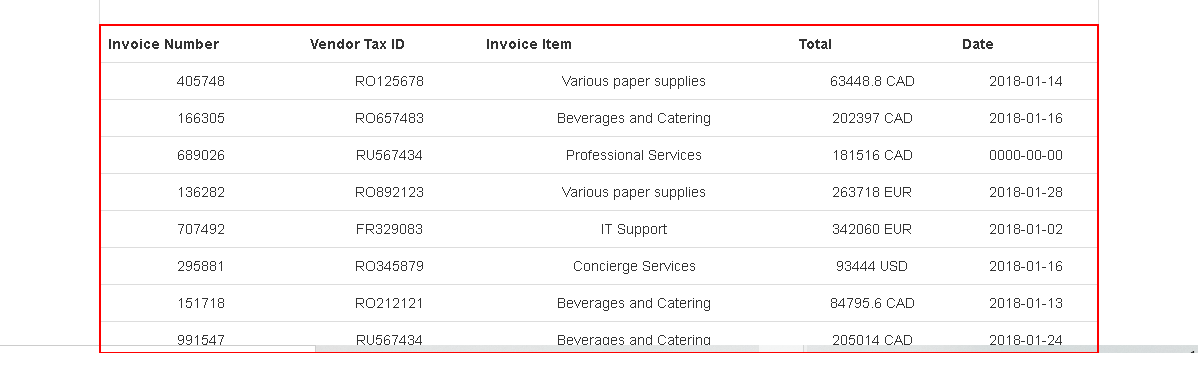 Invoice Number Vendor Tax ID Invoice Item Total Date
405748 RO125678 Various paper supplies 63448.8 CAD 2018-01-14
166305 RO657483 Beverages and Catering 202397 CAD 2018-01-16
689026 RU567434 Professional Services 181516 CAD 0000-00-00
136282 RO892123 Various paper supplies 263718 EUR 2018-01-28
707492 FR329083 IT Support 342060 EUR 2018-01-02
295881 RO345879 Concierge Services 93444 USD 2018-01-16
151718 RO212121 Beverages and Catering 84795.6 CAD 2018-01-13
991547 RU567434 Beverages and Catering 205014 CAD 2018-01-24